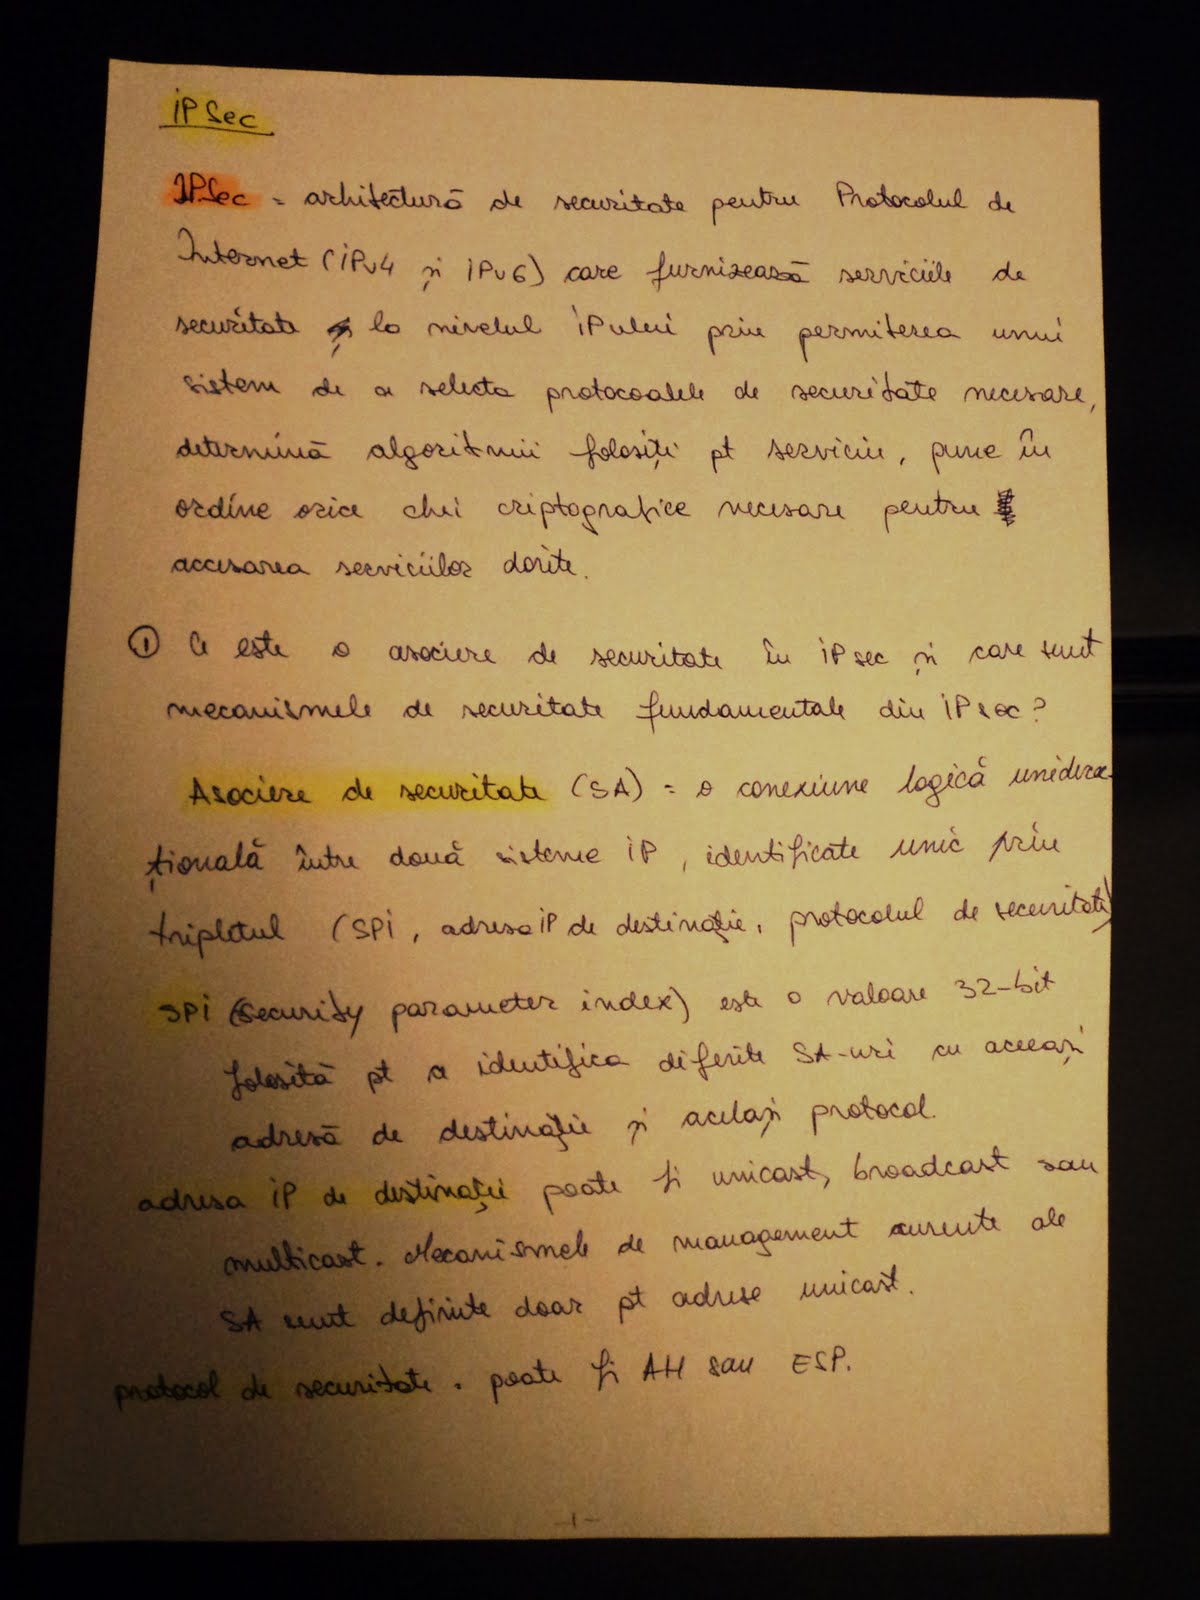 IPSec
IPSec = arhitectură de securitate pentru Protocolul de
Internet (IPv4 și IPv6) care furnizează serviciile de
securitate la nivelul IPului prin permiterea unui
sistem de a selecta protocoalele de securitate necesare,
determină algoritmii folosiți pt serviciu, pune în
ordine orice chei criptografice necesare pentru
accesarea serviciilor dorite.
① Ce este o asociere de securitate în IPsec și care sunt
mecanismele de securitate fundamentale din IPsec?
Asociere de securitate (SA) = o conexiune logică unidirec-
țională între două sisteme IP, identificate unic prin
tripletul (SPI, adresa IP de destinație, protocolul de securitate)
SPI (Security parameter index) este o valoare 32-bit
folosită pt a identifica diferite SA-uri cu aceeași
adresă de destinație și același protocol.
adresa IP de destinației poate fi unicast, broadcast sau
multicast. Mecanismele de management curente ale
SA sunt definite doar pt adrese unicast.
protocol de securitate. poate fi AH sau ESP.
-1-